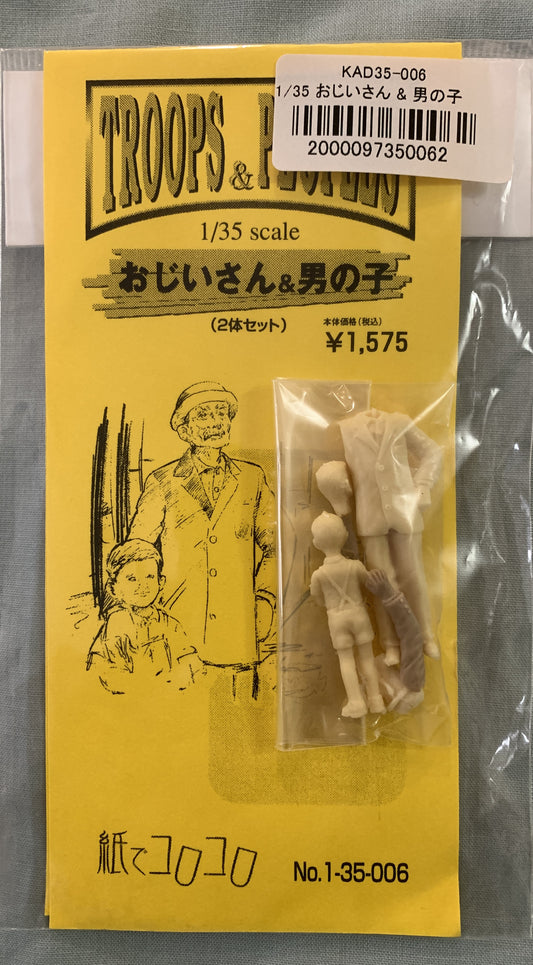 KAD35-006
1/35 おじいさん & 男の子
2000097350062
TROOPS & PEOPLES
1/35 scale
おじいさん&男の子
(2体セット)
本体価格(税込)
¥1,575
紙でコロコロ
No.1-35-006